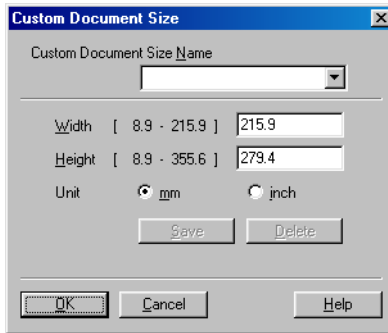 Custom Document Size
Custom Document Size Name
Width [ 8.9 - 215.9 ] 215.9
Height [ 8.9 - 355.6 ] 279.4
Unit mm inch
Save Delete
OK Cancel Help